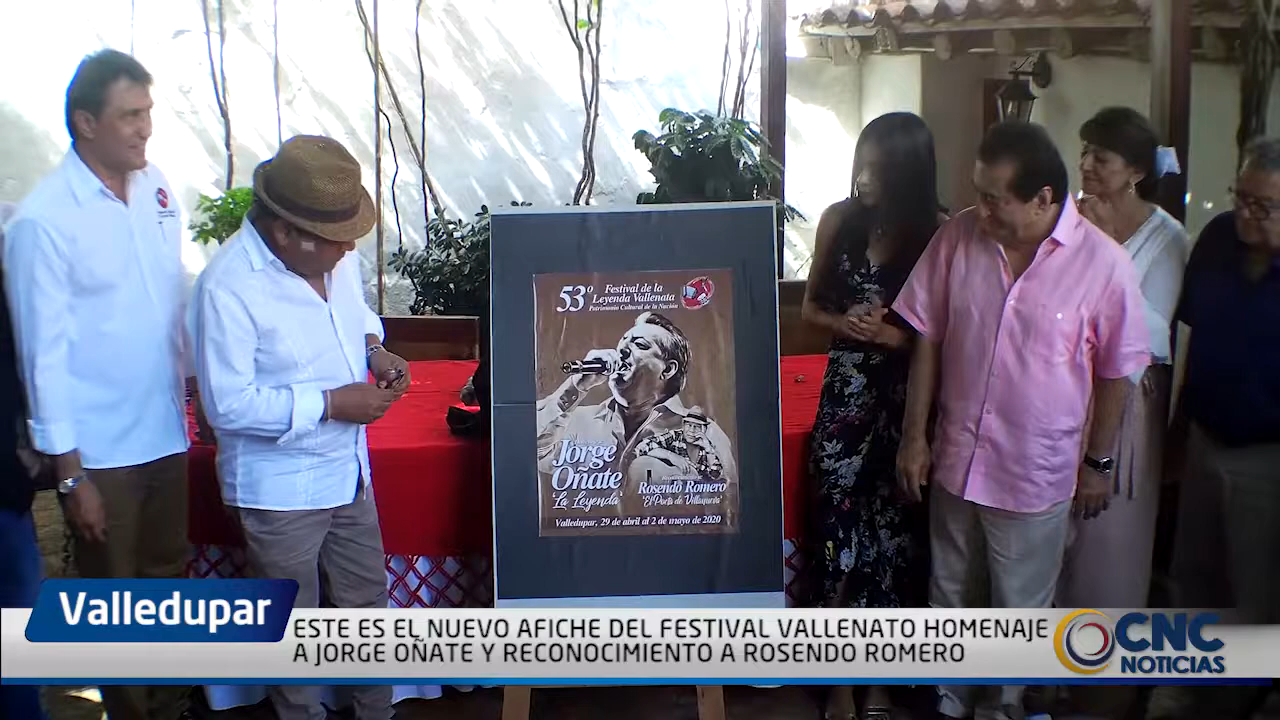 53º
Festival de la
Leyenda Vallenata
Patrimonio Cultural de la Nación
Jorge
Oñate
'La Leyenda'
Rosendo Romero
'El Poeta de Villanueva'
Valledupar, 29 de abril al 2 de mayo de 2020
Valledupar
ESTE ES EL NUEVO AFICHE DEL FESTIVAL VALLENATO HOMENAJE
A JORGE OÑATE Y RECONOCIMIENTO A ROSENDO ROMERO
CNC
NOTICIAS